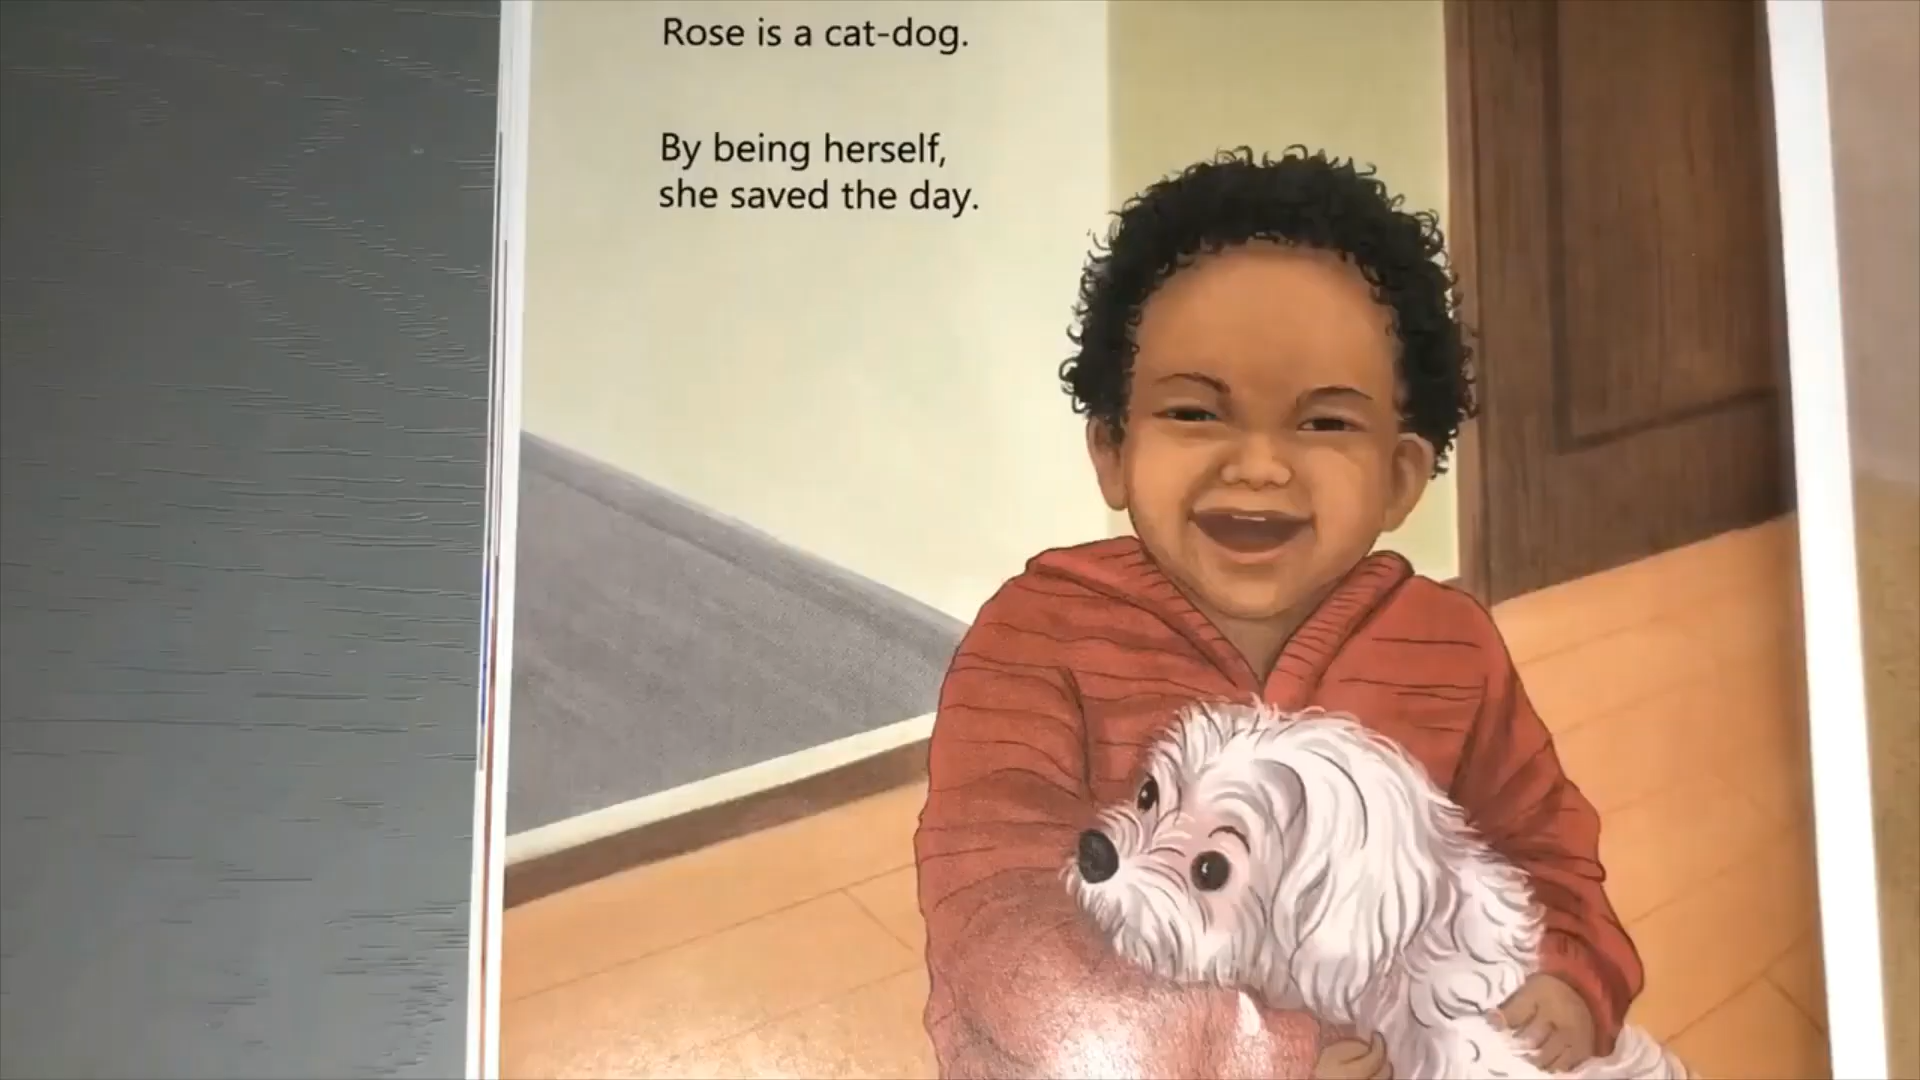 Rose is a cat-dog.
By being herself,
she saved the day.